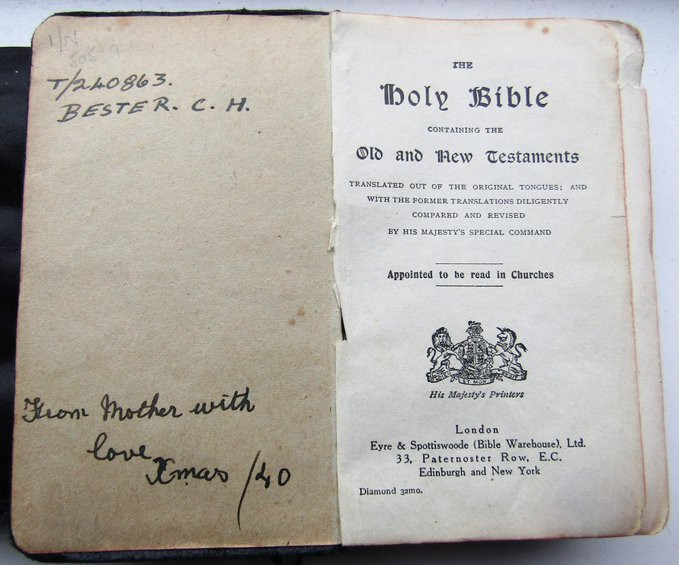 T/240863.
BESTER. C. H.
From Mother with
love
Xmas /40
THE
Holy Bible
CONTAINING THE
Old and New Testaments
TRANSLATED OUT OF THE ORIGINAL TONGUES; AND
WITH THE FORMER TRANSLATIONS DILIGENTLY
COMPARED AND REVISED
BY HIS MAJESTY'S SPECIAL COMMAND
Appointed to be read in Churches
His Majesty's Printers
London
Eyre & Spottiswoode (Bible Warehouse), Ltd.
33, Paternoster Row, E.C.
Edinburgh and New York
Diamond 32mo.